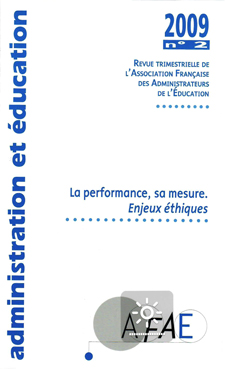 2009
n° 2
REVUE TRIMESTRIELLE DE
L'ASSOCIATION FRANÇAISE
DES ADMINISTRATEURS
DE L'ÉDUCATION
administration et éducation
La performance, sa mesure.
Enjeux éthiques
AFAE